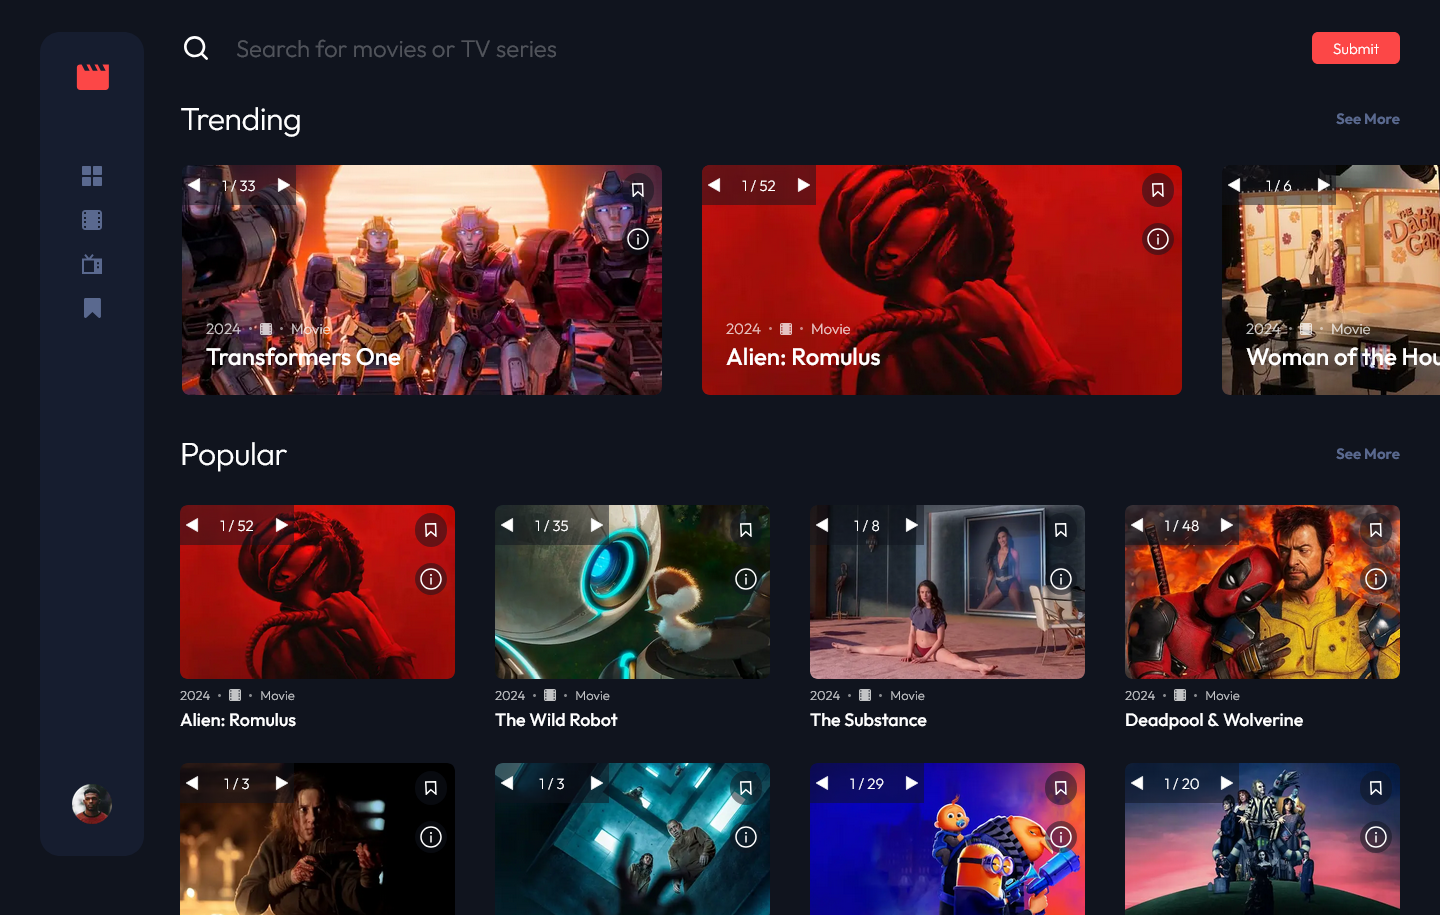 Search for movies or TV series
Submit
Trending
See More
1 / 33
1 / 52
1 / 6
THE
Dating
Game
2024 • Movie
Transformers One
2024 • Movie
Alien: Romulus
2024 • Movie
Woman of the Hou
Popular
See More
1 / 52
1 / 35
1 / 8
1 / 48
2024 • Movie
Alien: Romulus
2024 • Movie
The Wild Robot
2024 • Movie
The Substance
2024 • Movie
Deadpool & Wolverine
1 / 3
1 / 3
1 / 29
1 / 20